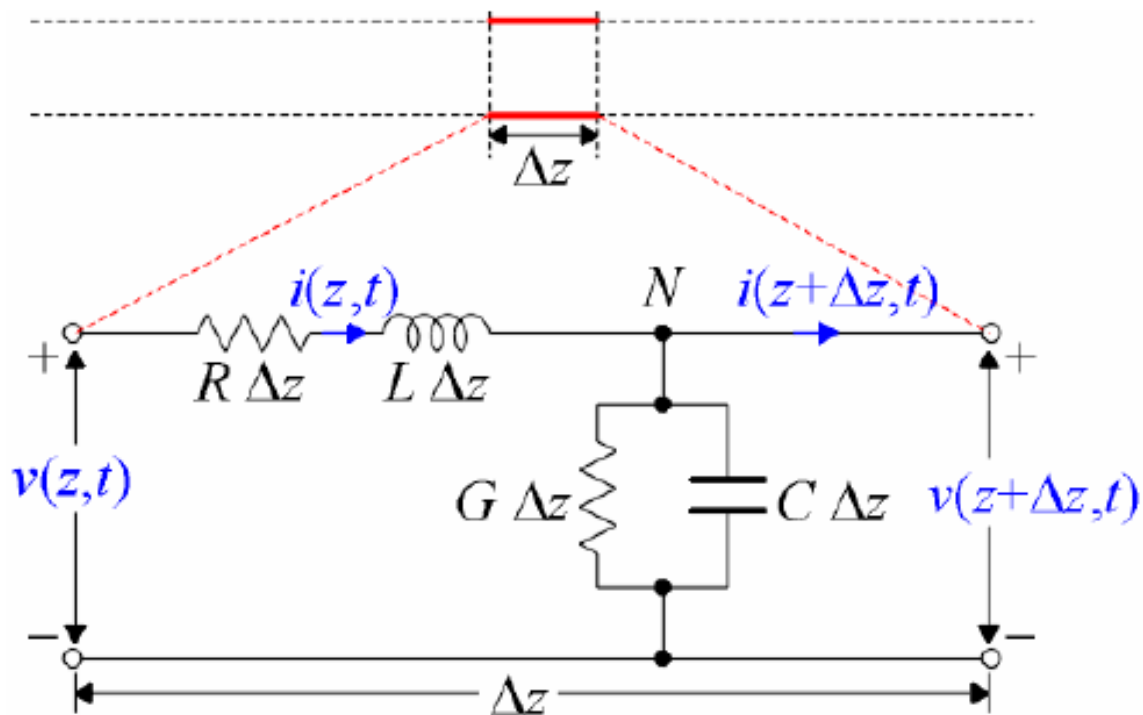 Δz
i(z,t) N i(z+Δz,t)
+ R Δz L Δz +
v(z,t) G Δz C Δz v(z+Δz,t)
− −
Δz